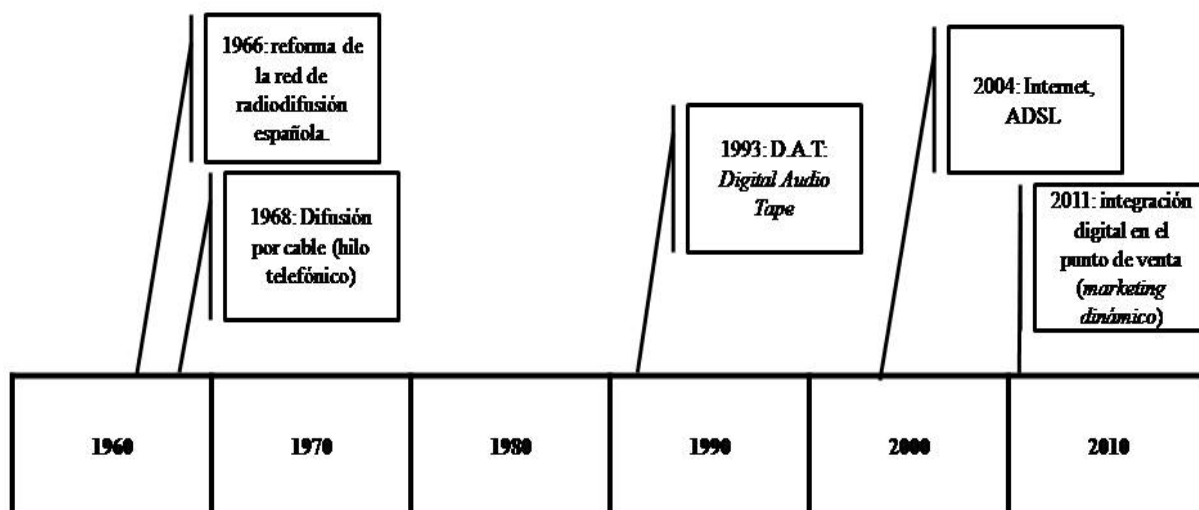 1966: reforma de
la red de
radiodifusión
española.
1968: Difusión
por cable (hilo
telefónico)
1993: D.A.T:
Digital Audio
Tape
2004: Internet,
ADSL
2011: integración
digital en el
punto de venta
(marketing
dinámico)
1960
1970
1980
1990
2000
2010